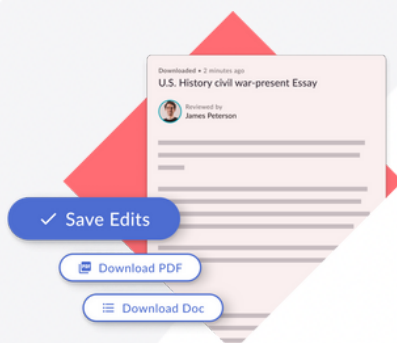 Downloaded • 2 minutes ago
U.S. History civil war-present Essay
Reviewed by
James Peterson
Save Edits
Download PDF
Download Doc